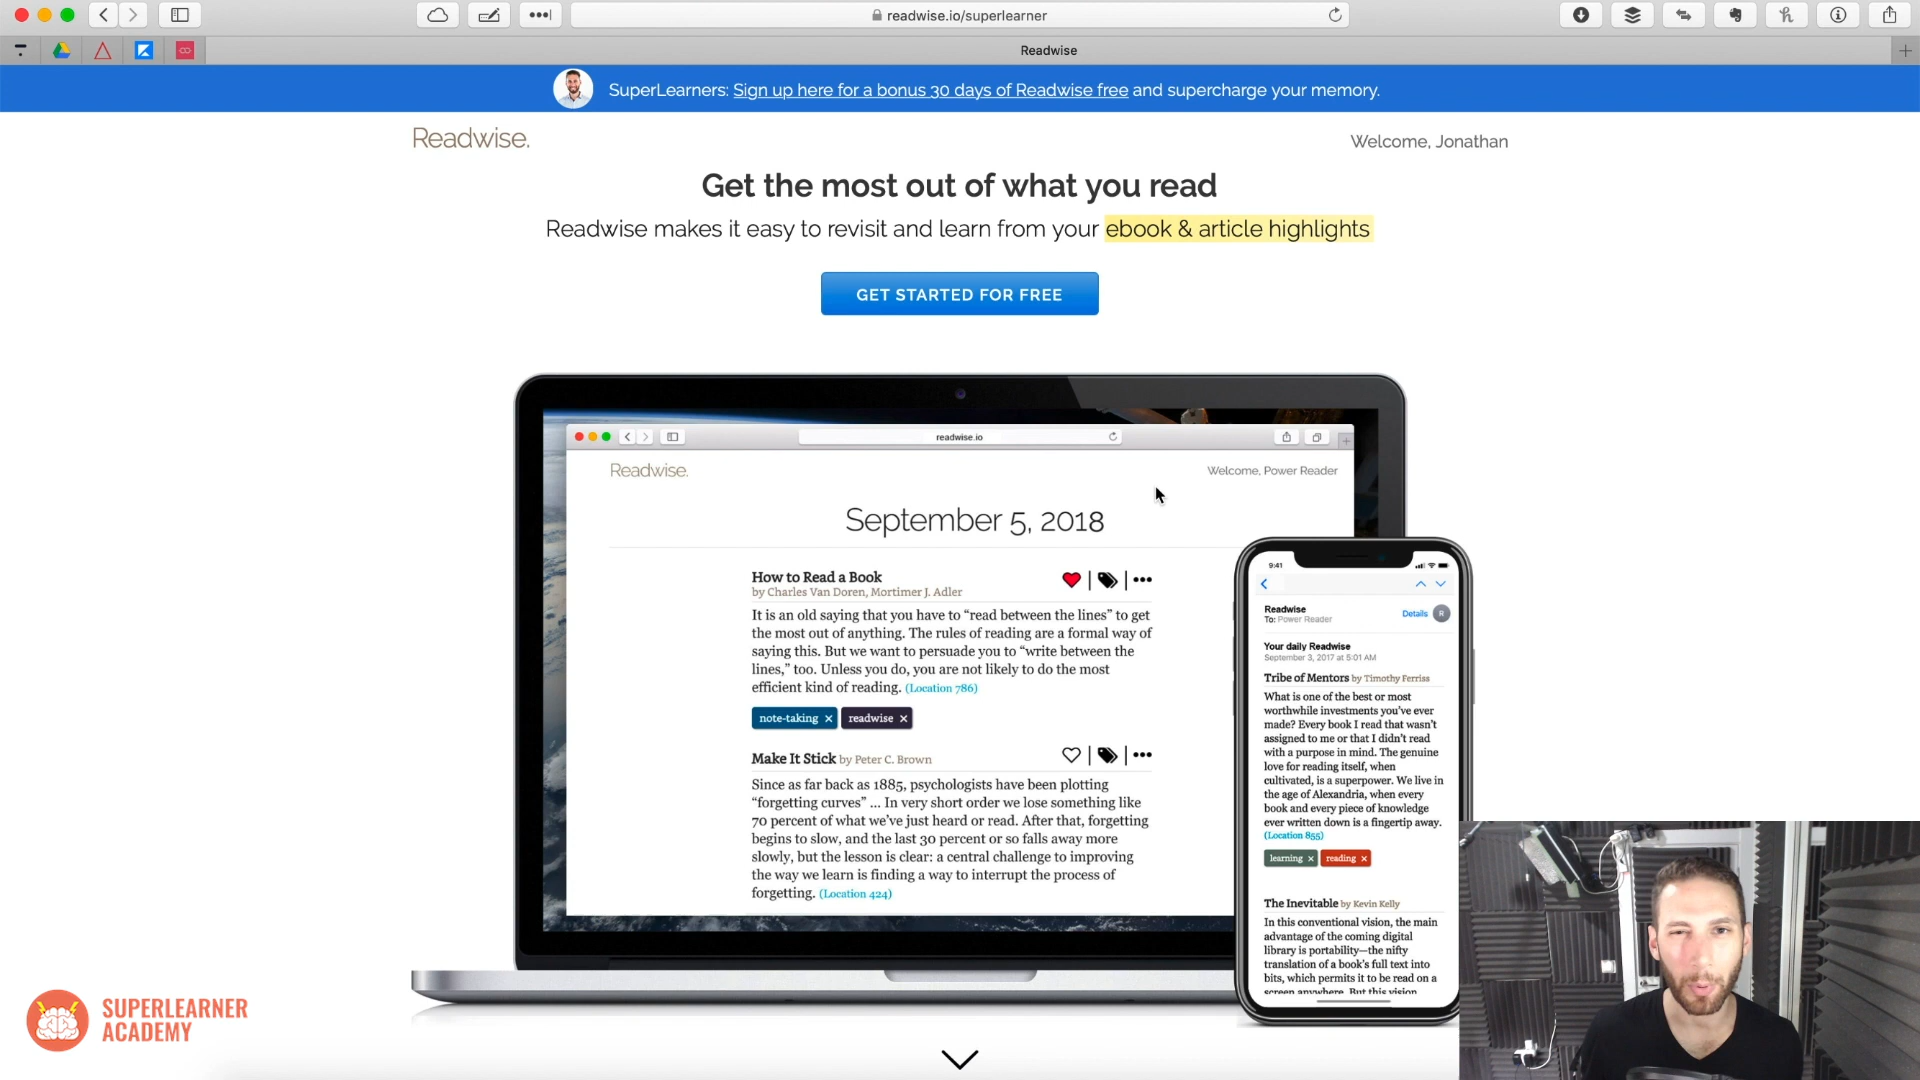 readwise.io/superlearner
Readwise
SuperLearners: Sign up here for a bonus 30 days of Readwise free and supercharge your memory.
Readwise.
Welcome, Jonathan
Get the most out of what you read
Readwise makes it easy to revisit and learn from your ebook & article highlights
GET STARTED FOR FREE
readwise.io
Readwise.
Welcome, Power Reader
September 5, 2018
How to Read a Book
by Charles Van Doren, Mortimer J. Adler
It is an old saying that you have to “read between the lines” to get
the most out of anything. The rules of reading are a formal way of
saying this. But we want to persuade you to “write between the
lines,” too. Unless you do, you are not likely to do the most
efficient kind of reading. (Location 786)
note-taking ×
readwise ×
Make It Stick by Peter C. Brown
Since as far back as 1885, psychologists have been plotting
“forgetting curves” ... In very short order we lose something like
70 percent of what we’ve just heard or read. After that, forgetting
begins to slow, and the last 30 percent or so falls away more
slowly, but the lesson is clear: a central challenge to improving
the way we learn is finding a way to interrupt the process of
forgetting. (Location 424)
9:41
Readwise
Details
R
To: Power Reader
Your daily Readwise
September 3, 2017 at 5:01 AM
Tribe of Mentors by Timothy Ferriss
What is one of the best or most
worthwhile investments you’ve ever
made? Every book I read that wasn’t
assigned to me or that I didn’t read
with a purpose in mind. The genuine
love for reading itself, when
cultivated, is a superpower. We live in
the age of Alexandria, when every
book and every piece of knowledge
ever written down is a fingertip away.
(Location 855)
learning ×
reading ×
The Inevitable by Kevin Kelly
In this conventional vision, the main
advantage of the coming digital
library is portability—the nifty
translation of a book’s full text into
bits, which permits it to be read on a
screen anywhere. But this vision
SUPERLEARNER
ACADEMY